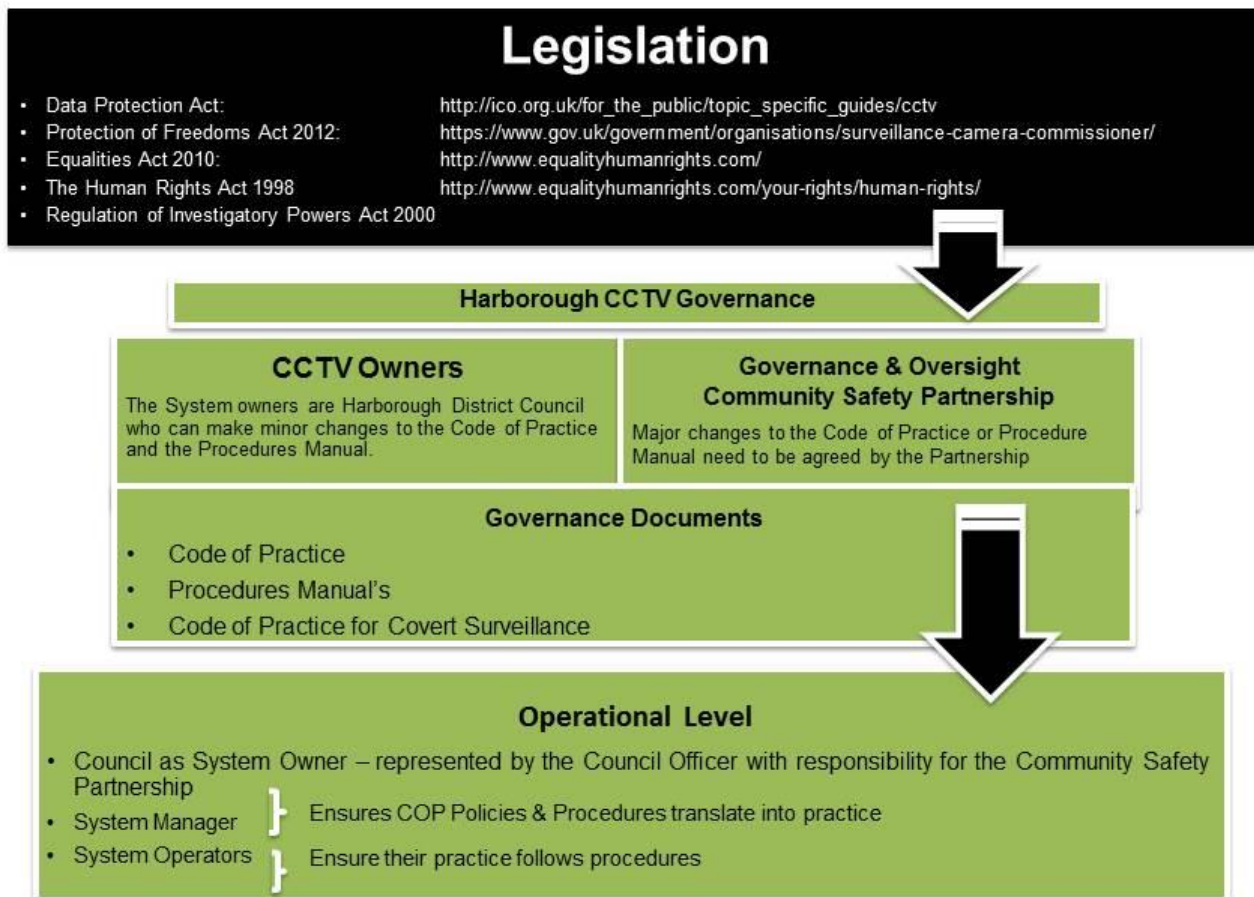 Legislation
• Data Protection Act: http://ico.org.uk/for_the_public/topic_specific_guides/cctv
• Protection of Freedoms Act 2012: https://www.gov.uk/government/organisations/surveillance-camera-commissioner/
• Equalities Act 2010: http://www.equalityhumanrights.com/
• The Human Rights Act 1998 http://www.equalityhumanrights.com/your-rights/human-rights/
• Regulation of Investigatory Powers Act 2000
Harborough CCTV Governance
CCTV Owners
The System owners are Harborough District Council
who can make minor changes to the Code of Practice
and the Procedures Manual.
Governance & Oversight
Community Safety Partnership
Major changes to the Code of Practice or Procedure
Manual need to be agreed by the Partnership
Governance Documents
• Code of Practice
• Procedures Manual's
• Code of Practice for Covert Surveillance
Operational Level
• Council as System Owner – represented by the Council Officer with responsibility for the Community Safety
Partnership
• System Manager } Ensures COP Policies & Procedures translate into practice
• System Operators } Ensure their practice follows procedures